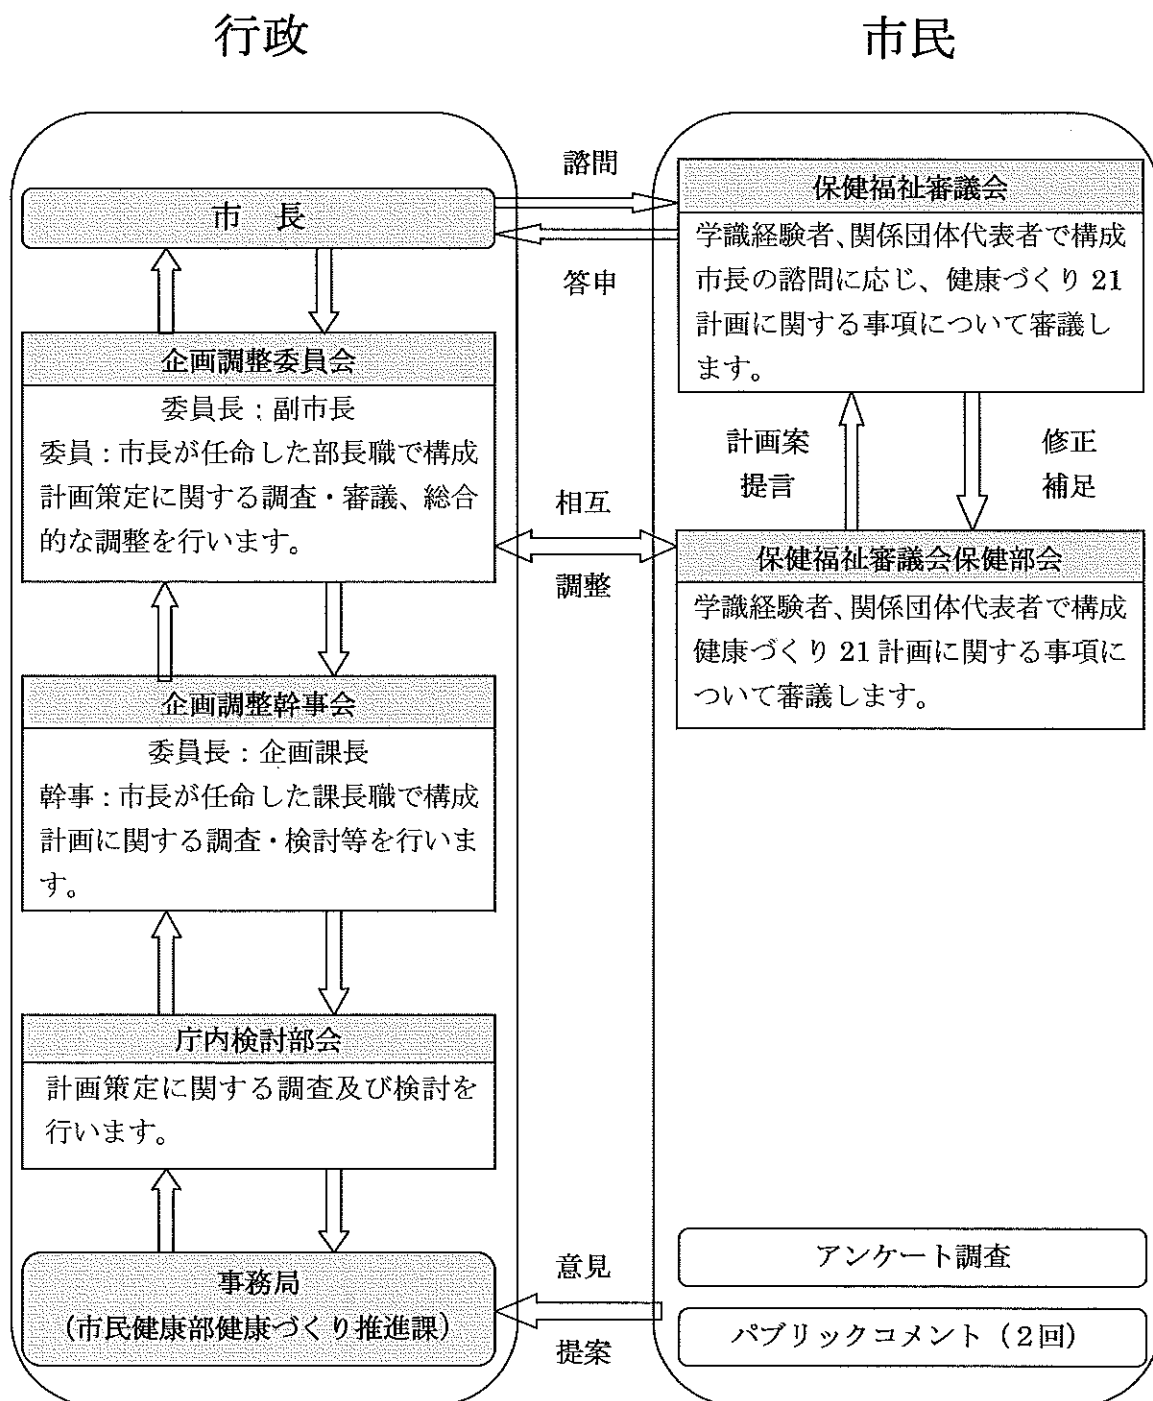 行政
市民
市 長
諮問
答申
保健福祉審議会
学識経験者、関係団体代表者で構成
市長の諮問に応じ、健康づくり 21
計画に関する事項について審議し
ます。
企画調整委員会
委員長：副市長
委員：市長が任命した部長職で構成
計画策定に関する調査・審議、総合
的な調整を行います。
計画案
提言
修正
補足
相互
調整
保健福祉審議会保健部会
学識経験者、関係団体代表者で構成
健康づくり 21 計画に関する事項に
ついて審議します。
企画調整幹事会
委員長：企画課長
幹事：市長が任命した課長職で構成
計画に関する調査・検討等を行いま
す。
庁内検討部会
計画策定に関する調査及び検討を
行います。
事務局
（市民健康部健康づくり推進課）
意見
提案
アンケート調査
パブリックコメント（２回）